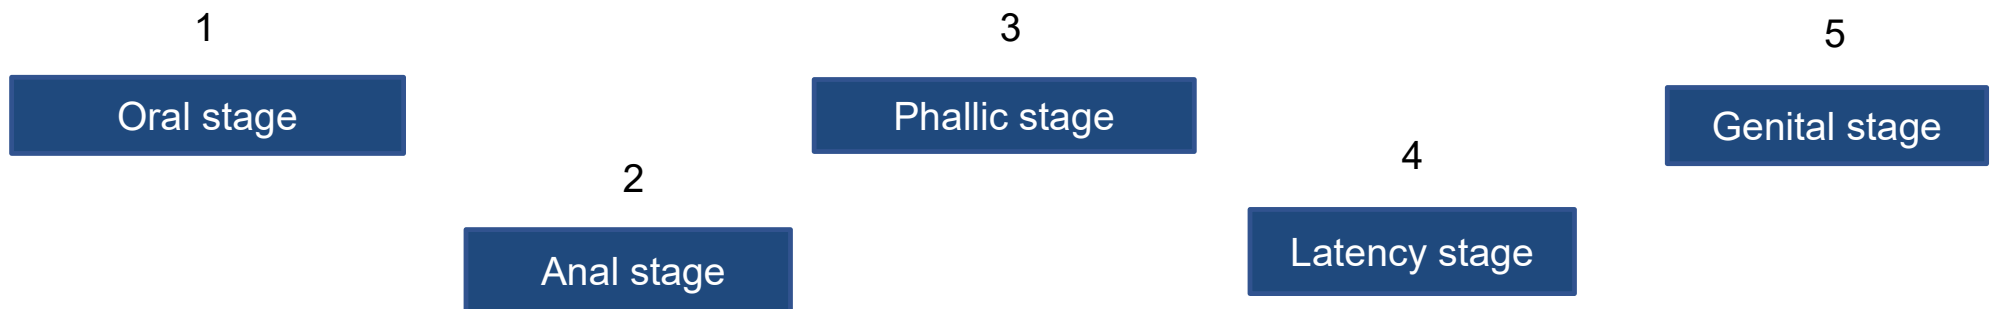 1
Oral stage
2
Anal stage
3
Phallic stage
4
Latency stage
5
Genital stage